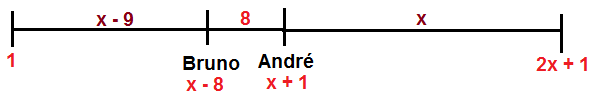 x - 9 8 x
Bruno André
1 x - 8 x + 1 2x + 1